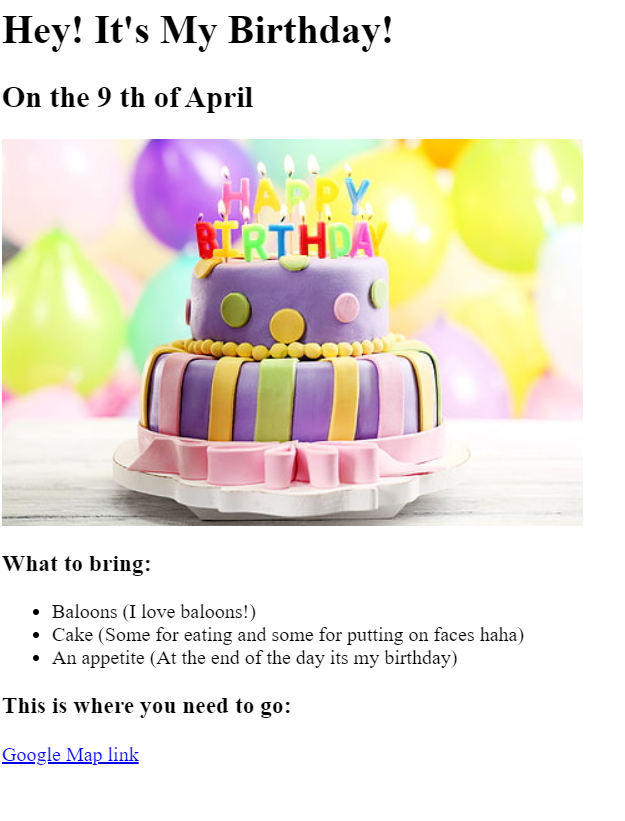 Hey! It's My Birthday!
On the 9 th of April
HAPPY
BIRTHDAY
What to bring:
Baloons (I love baloons!)
Cake (Some for eating and some for putting on faces haha)
An appetite (At the end of the day its my birthday)
This is where you need to go:
Google Map link